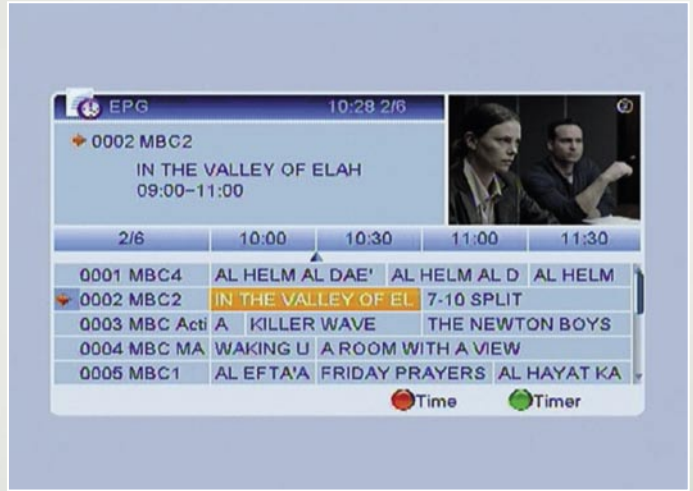 EPG 10:28 2/6
0002 MBC2
IN THE VALLEY OF ELAH
09:00-11:00
2/6 10:00 10:30 11:00 11:30
0001 MBC4 AL HELM AL DAE' AL HELM AL D AL HELM
0002 MBC2 IN THE VALLEY OF EL 7-10 SPLIT
0003 MBC Acti A KILLER WAVE THE NEWTON BOYS
0004 MBC MA WAKING U A ROOM WITH A VIEW
0005 MBC1 AL EFTA'A FRIDAY PRAYERS AL HAYAT KA
Time Timer